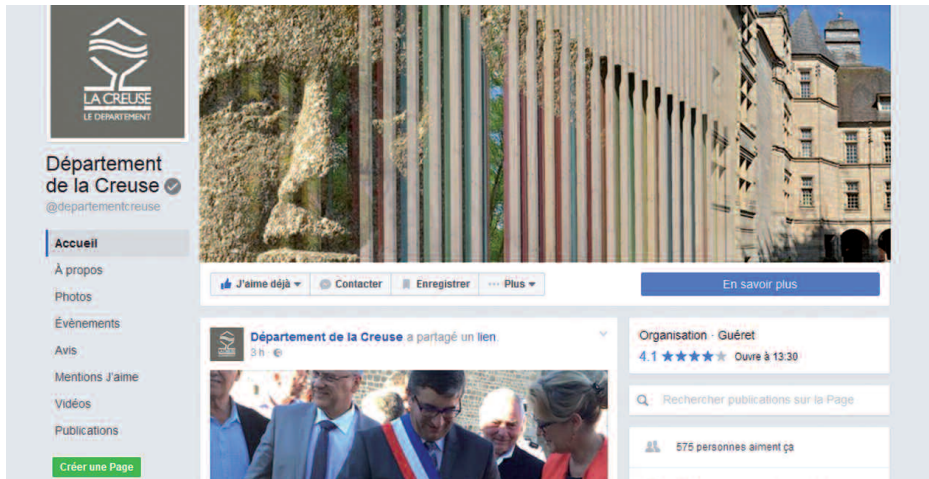 LA CREUSE
LE DEPARTEMENT
Département
de la Creuse
@departementcreuse
Accueil
À propos
Photos
Évènements
Avis
Mentions J'aime
Vidéos
Publications
Créer une Page
J'aime déjà
Contacter
Enregistrer
··· Plus
En savoir plus
Département de la Creuse a partagé un lien
3 h ·
Organisation · Guéret
4.1 ★★★★★ Ouvre à 13:30
Rechercher publications sur la Page
575 personnes aiment ça